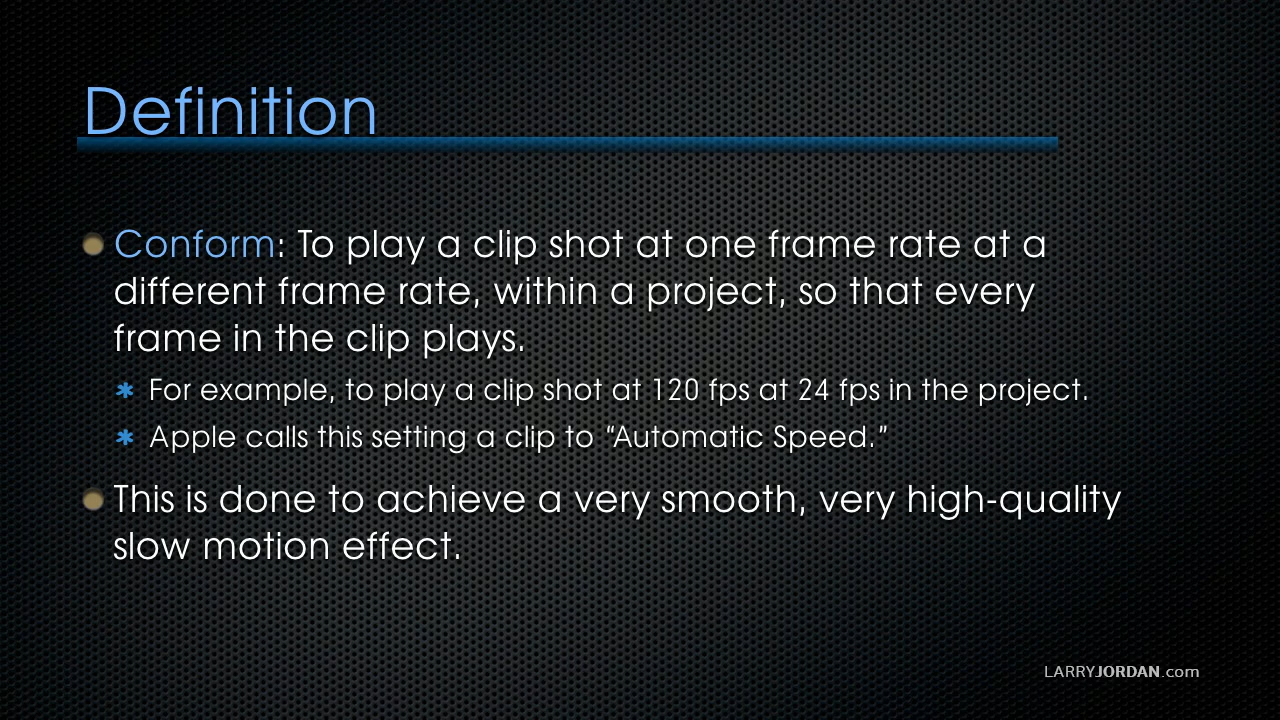 Definition
Conform: To play a clip shot at one frame rate at a
different frame rate, within a project, so that every
frame in the clip plays.
For example, to play a clip shot at 120 fps at 24 fps in the project.
Apple calls this setting a clip to “Automatic Speed.”
This is done to achieve a very smooth, very high-quality
slow motion effect.
LARRYJORDAN.com